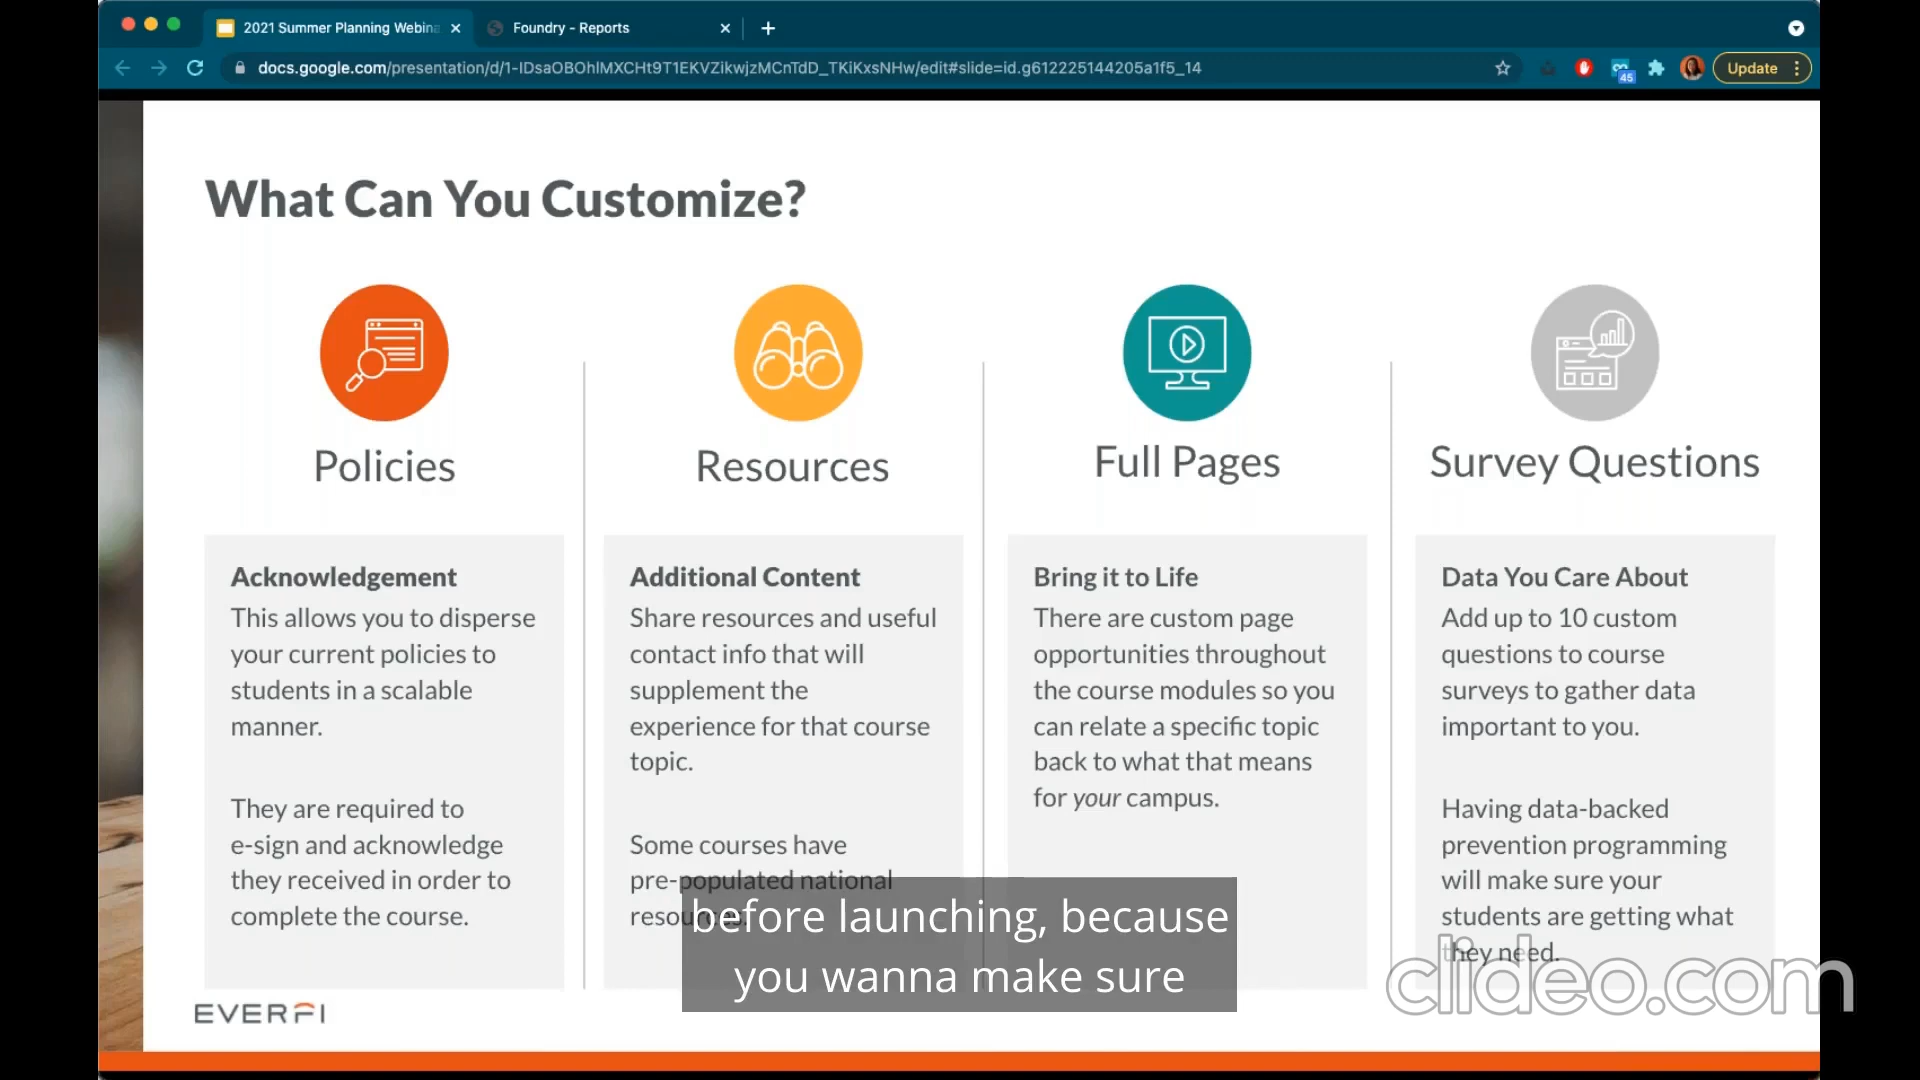 2021 Summer Planning Webina
Foundry - Reports
docs.google.com/presentation/d/1-IDsaOBOhlMXCHt9T1EKVZikwjzMCnTdD_TKiKxsNHw/edit#slide=id.g612225144205a1f5_14
45
Update
What Can You Customize?
Policies
Acknowledgement
This allows you to disperse
your current policies to
students in a scalable
manner.
They are required to
e-sign and acknowledge
they received in order to
complete the course.
Resources
Additional Content
Share resources and useful
contact info that will
supplement the
experience for that course
topic.
Some courses have
pre-populated national
resources.
Full Pages
Bring it to Life
There are custom page
opportunities throughout
the course modules so you
can relate a specific topic
back to what that means
for your campus.
Survey Questions
Data You Care About
Add up to 10 custom
questions to course
surveys to gather data
important to you.
Having data-backed
prevention programming
will make sure your
students are getting what
they need.
before launching, because
you wanna make sure
EVERFI
clideo.com